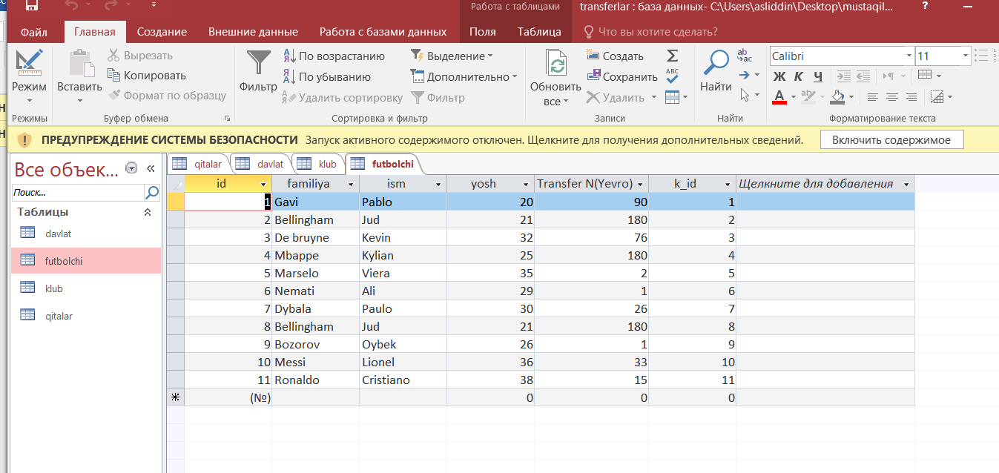 Работа с таблицами transferlar : база данных- C:\Users\asliddin\Desktop\mustaqil... ?
Файл Главная Создание Внешние данные Работа с базами данных Поля Таблица Что вы хотите сделать?
Режим
Режимы
Вставить
Вырезать
Копировать
Формат по образцу
Буфер обмена
Фильтр
По возрастанию
По убыванию
Удалить сортировку
Выделение
Дополнительно
Фильтр
Сортировка и фильтр
Обновить
все
Создать
Сохранить
Удалить
Записи
Найти
Найти
Calibri 11
Ж К Ч
Форматирование текста
ПРЕДУПРЕЖДЕНИЕ СИСТЕМЫ БЕЗОПАСНОСТИ Запуск активного содержимого отключен. Щелкните для получения дополнительных сведений. Включить содержимое
Все объек... «
Поиск...
Таблицы
davlat
futbolchi
klub
qitalar
qitalar davlat klub futbolchi
id familiya ism yosh Transfer N(Yevro) k_id Щелкните для добавления
1 Gavi Pablo 20 90 1
2 Bellingham Jud 21 180 2
3 De bruyne Kevin 32 76 3
4 Mbappe Kylian 25 180 4
5 Marselo Viera 35 2 5
6 Nemati Ali 29 1 6
7 Dybala Paulo 30 26 7
8 Bellingham Jud 21 180 8
9 Bozorov Oybek 26 1 9
10 Messi Lionel 36 33 10
11 Ronaldo Cristiano 38 15 11
(№) 0 0 0